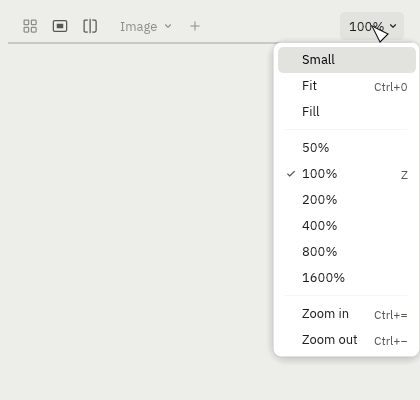 Image
100%
Small
Fit Ctrl+0
Fill
50%
100% Z
200%
400%
800%
1600%
Zoom in Ctrl+=
Zoom out Ctrl+−